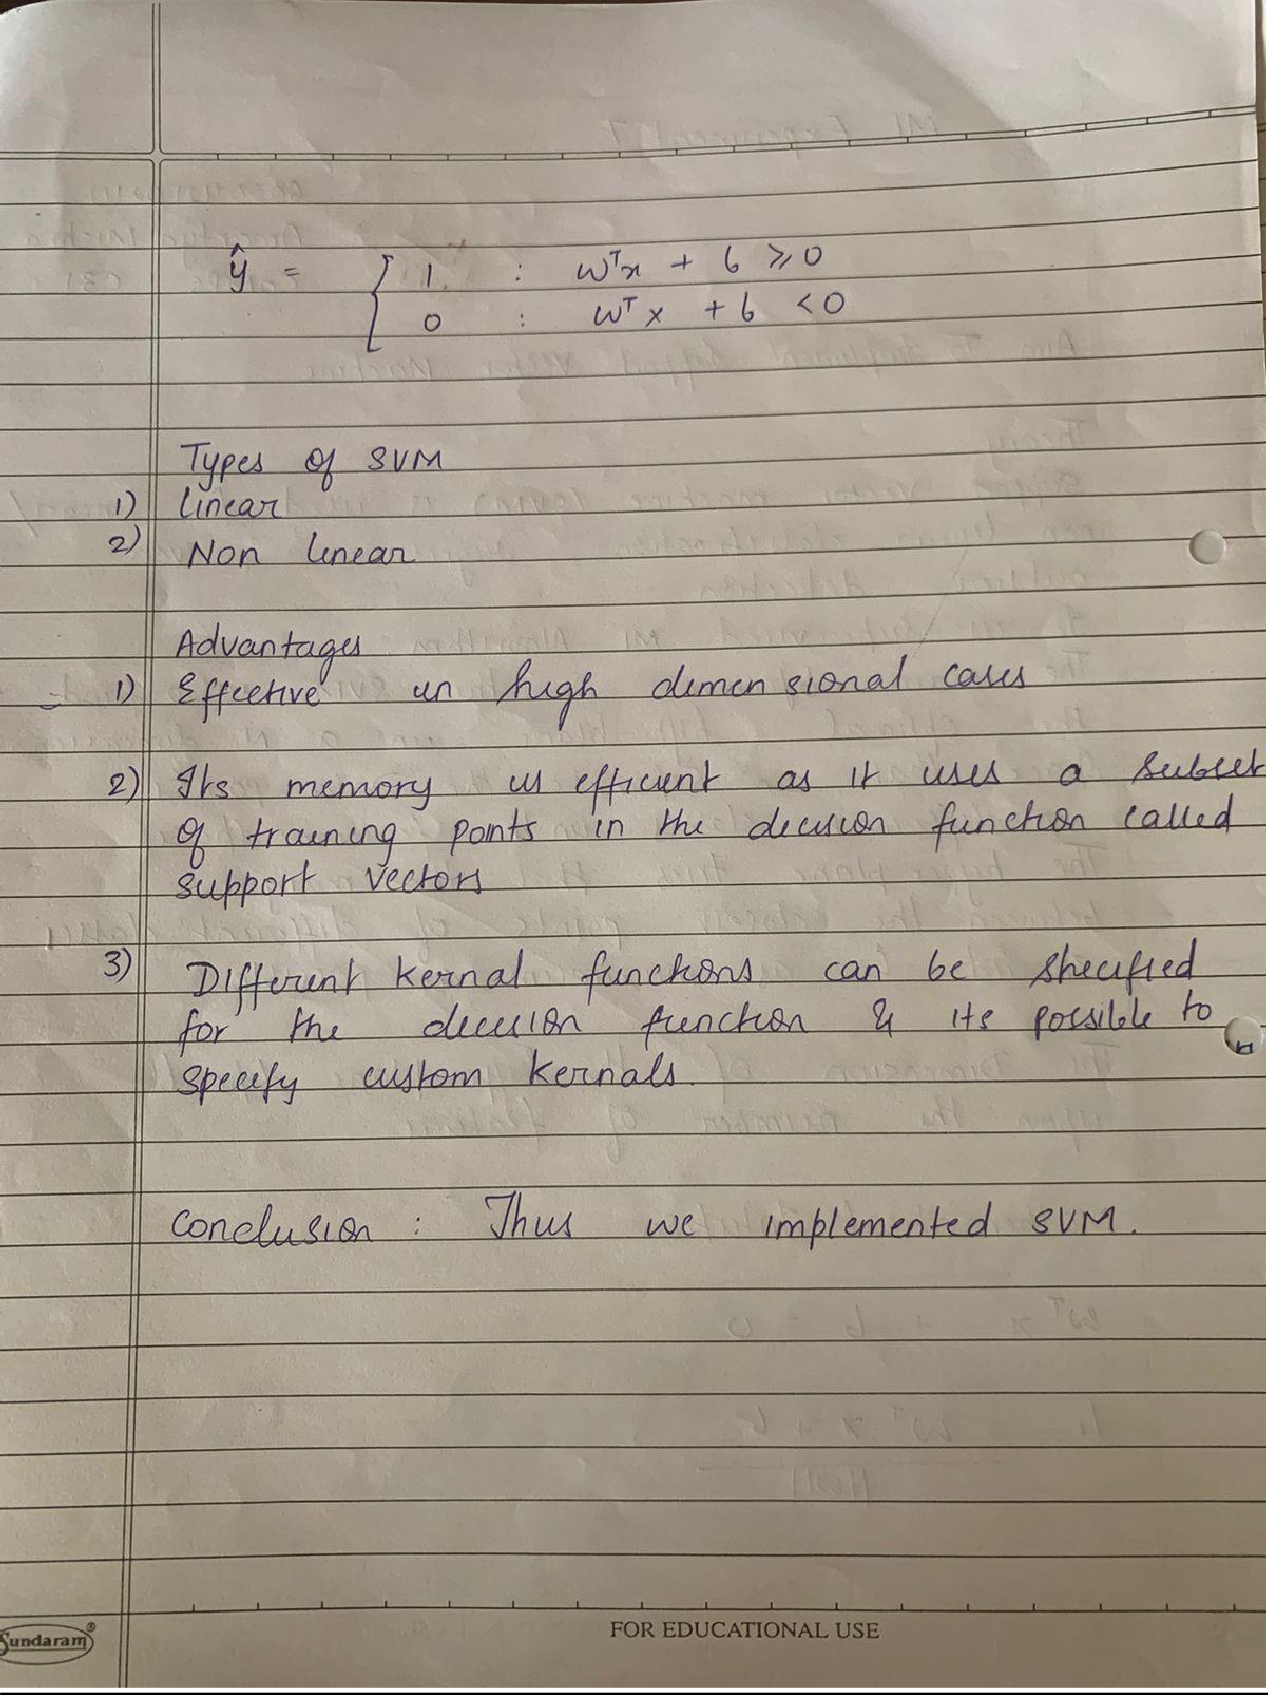 ŷ = { 1 : wᵀx + b ≥ 0
0 : wᵀx + b < 0
Types of SVM
1) linear
2) Non linear
Advantages
1) Effective in high dimensional cases
2) Its memory is efficient as it uses a subset
of training points in the decision function called
support vectors
3) Different kernal functions can be specified
for the decision function & its possible to
specify custom kernals.
Conclusion : Thus we implemented SVM.
Sundaram®
FOR EDUCATIONAL USE